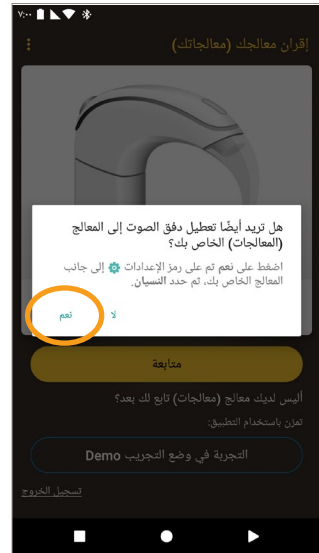 ٧:٠٠
إقران معالجك (معالجاتك)
هل تريد أيضًا تعطيل دفق الصوت إلى المعالج
(المعالجات) الخاص بك؟
اضغط على نعم ثم على رمز الإعدادات إلى جانب
المعالج الخاص بك، ثم حدد النسيان.
لا نعم
متابعة
أليس لديك معالج (معالجات) تابع لك بعد؟
تمرّن باستخدام التطبيق:
التجربة في وضع التجريب Demo
تسجيل الخروج